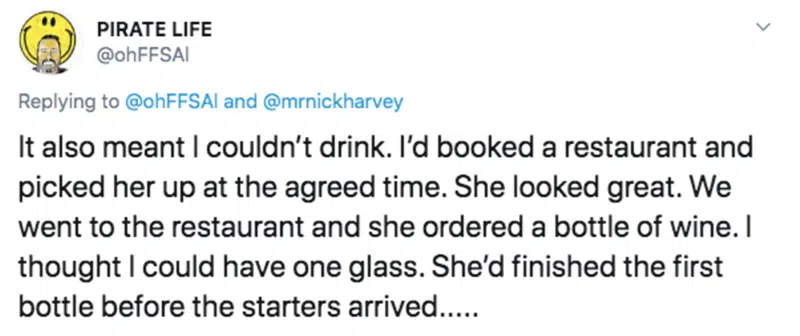 PIRATE LIFE
@ohFFSAl
Replying to @ohFFSAl and @mrnickharvey
It also meant I couldn’t drink. I’d booked a restaurant and
picked her up at the agreed time. She looked great. We
went to the restaurant and she ordered a bottle of wine. I
thought I could have one glass. She’d finished the first
bottle before the starters arrived.....